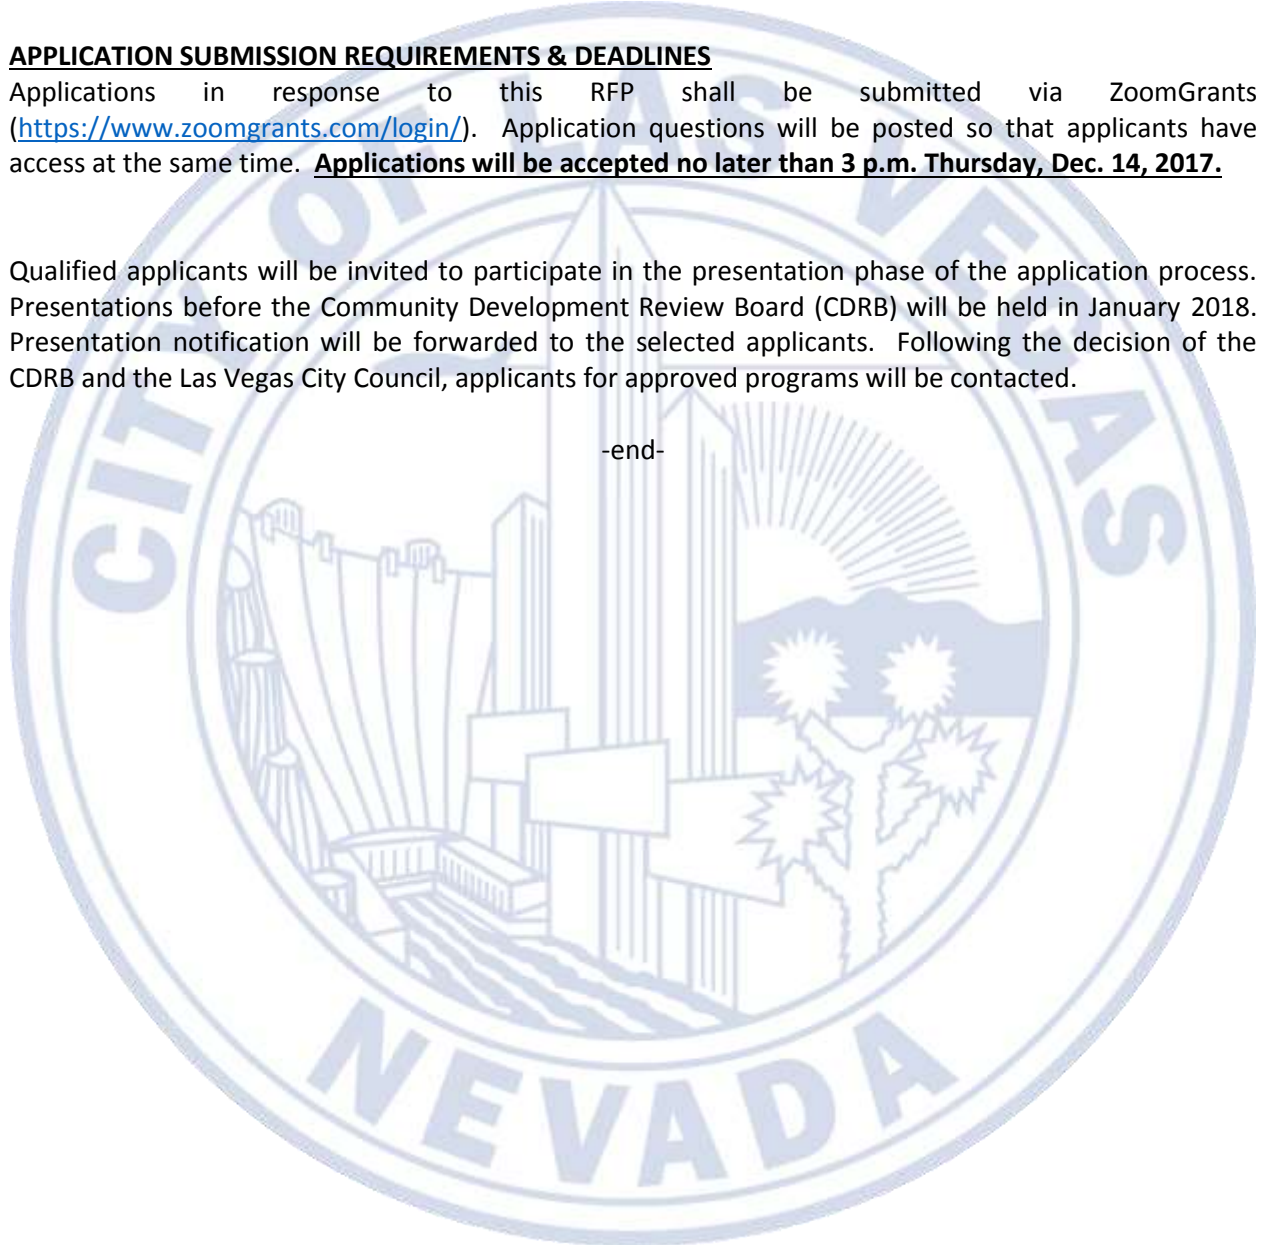 APPLICATION SUBMISSION REQUIREMENTS & DEADLINES
Applications in response to this RFP shall be submitted via ZoomGrants
(https://www.zoomgrants.com/login/). Application questions will be posted so that applicants have
access at the same time. Applications will be accepted no later than 3 p.m. Thursday, Dec. 14, 2017.
Qualified applicants will be invited to participate in the presentation phase of the application process.
Presentations before the Community Development Review Board (CDRB) will be held in January 2018.
Presentation notification will be forwarded to the selected applicants. Following the decision of the
CDRB and the Las Vegas City Council, applicants for approved programs will be contacted.
-end-
CITY OF LAS VEGAS
NEVADA